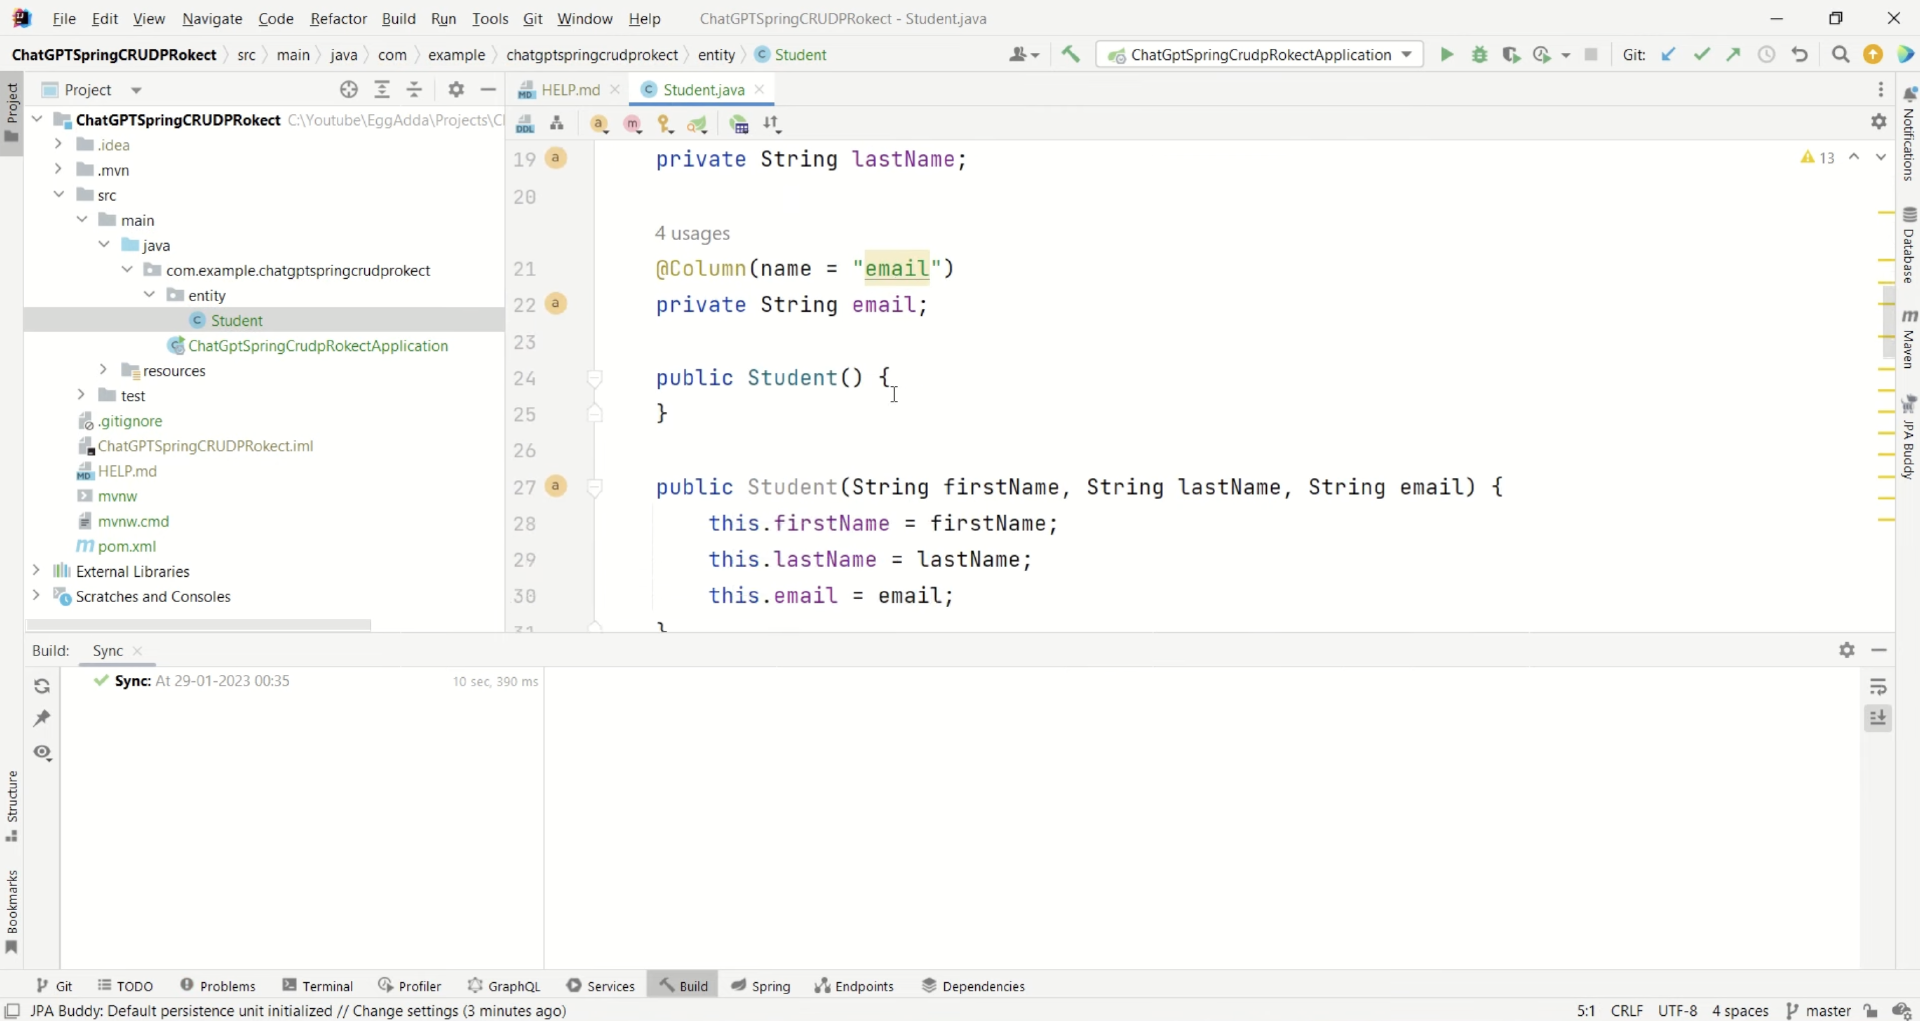 File Edit View Navigate Code Refactor Build Run Tools Git Window Help ChatGPTSpringCRUDPRokect - Student.java
ChatGPTSpringCRUDPRokect src main java com example chatgptspringcrudprokect entity Student
ChatGptSpringCrudpRokectApplication
Git:
Project
HELP.md
Student.java
ChatGPTSpringCRUDPRokect C:\Youtube\EggAdda\Projects\Cl
.idea
.mvn
src
main
java
com.example.chatgptspringcrudprokect
entity
Student
ChatGptSpringCrudpRokectApplication
resources
test
.gitignore
ChatGPTSpringCRUDPRokect.iml
HELP.md
mvnw
mvnw.cmd
pom.xml
External Libraries
Scratches and Consoles
DDL
13
19 private String lastName;
20
4 usages
21 @Column(name = "email")
22 private String email;
23
24 public Student() {
25 }
26
27 public Student(String firstName, String lastName, String email) {
28 this.firstName = firstName;
29 this.lastName = lastName;
30 this.email = email;
31 }
Project
Structure
Bookmarks
Notifications
Database
Maven
JPA Buddy
Build: Sync
Sync: At 29-01-2023 00:35 10 sec, 390 ms
Git TODO Problems Terminal Profiler GraphQL Services Build Spring Endpoints Dependencies
JPA Buddy: Default persistence unit initialized // Change settings (3 minutes ago) 5:1 CRLF UTF-8 4 spaces master